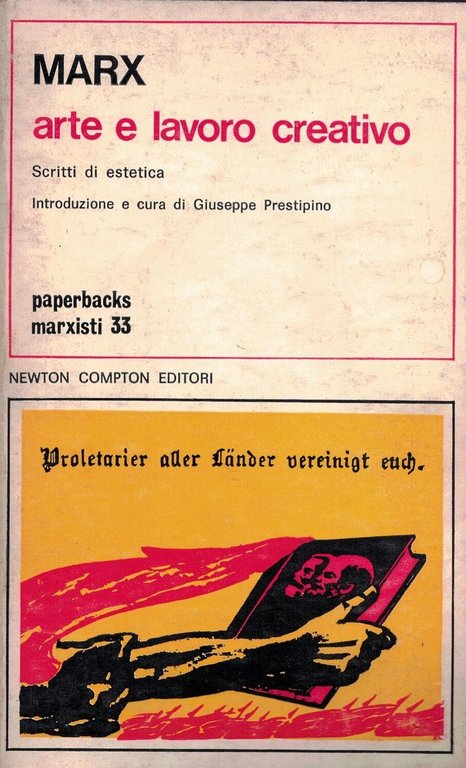 MARX
arte e lavoro creativo
Scritti di estetica
Introduzione e cura di Giuseppe Prestipino
paperbacks
marxisti 33
NEWTON COMPTON EDITORI
Proletarier aller Länder vereinigt euch.